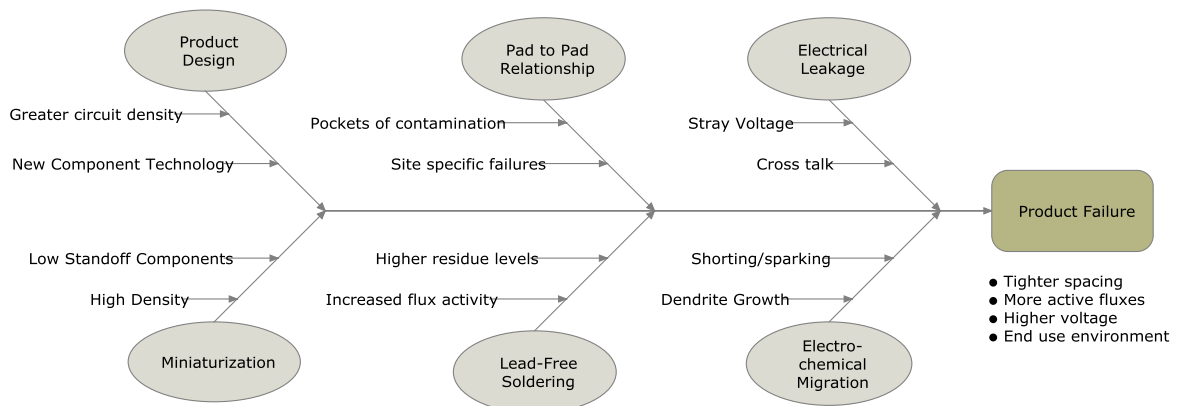 Product
Design
Pad to Pad
Relationship
Electrical
Leakage
Greater circuit density
Pockets of contamination
Stray Voltage
New Component Technology
Site specific failures
Cross talk
Product Failure
Low Standoff Components
Higher residue levels
Shorting/sparking
High Density
Increased flux activity
Dendrite Growth
● Tighter spacing
● More active fluxes
● Higher voltage
● End use environment
Miniaturization
Lead-Free
Soldering
Electro-
chemical
Migration